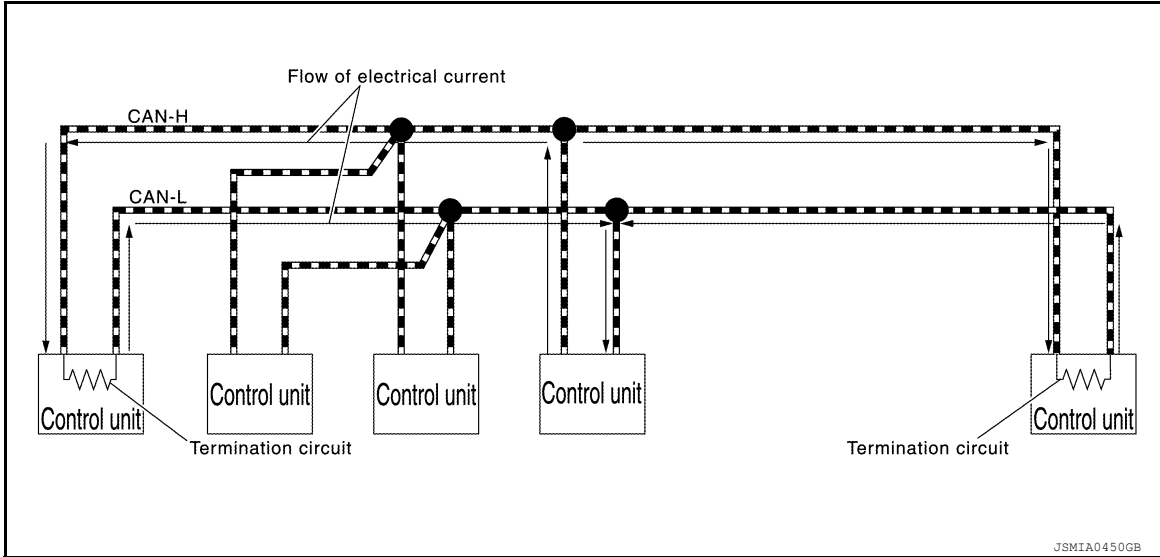 Flow of electrical current
CAN-H
CAN-L
Control unit
Control unit
Control unit
Control unit
Control unit
Termination circuit
Termination circuit
JSMIA0450GB